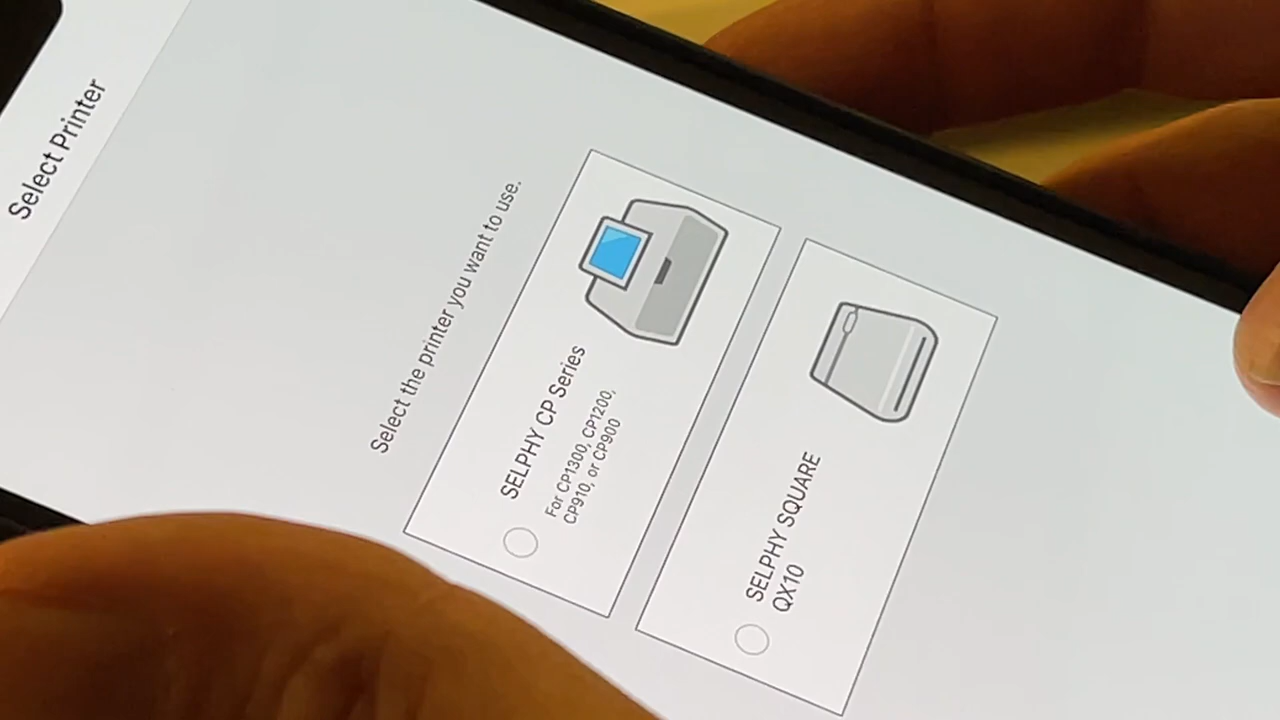 Select Printer
Select the printer you want to use.
SELPHY CP Series
For CP1300, CP1200,
CP910, or CP900
SELPHY SQUARE
QX10